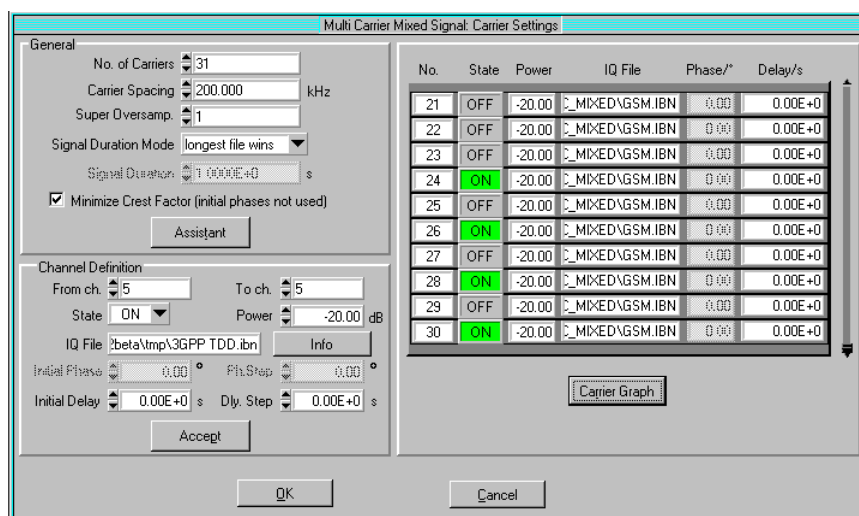 Multi Carrier Mixed Signal: Carrier Settings
General
No. of Carriers 31
Carrier Spacing 200.000 kHz
Super Oversamp. 1
Signal Duration Mode longest file wins
Signal Duration 1.0000E+0 s
Minimize Crest Factor (initial phases not used)
Assistant
Channel Definition
From ch. 5 To ch. 5
State ON Power -20.00 dB
IQ File 2beta\tmp\3GPP TDD.ibn Info
Initial Phase 0.00 ° Ph.Step 0.00 °
Initial Delay 0.00E+0 s Dly. Step 0.00E+0 s
Accept
No. State Power IQ File Phase/° Delay/s
21 OFF -20.00 C_MIXED\GSM.IBN 0.00 0.00E+0
22 OFF -20.00 C_MIXED\GSM.IBN 0.00 0.00E+0
23 OFF -20.00 C_MIXED\GSM.IBN 0.00 0.00E+0
24 ON -20.00 C_MIXED\GSM.IBN 0.00 0.00E+0
25 OFF -20.00 C_MIXED\GSM.IBN 0.00 0.00E+0
26 ON -20.00 C_MIXED\GSM.IBN 0.00 0.00E+0
27 OFF -20.00 C_MIXED\GSM.IBN 0.00 0.00E+0
28 ON -20.00 C_MIXED\GSM.IBN 0.00 0.00E+0
29 OFF -20.00 C_MIXED\GSM.IBN 0.00 0.00E+0
30 ON -20.00 C_MIXED\GSM.IBN 0.00 0.00E+0
Carrier Graph
OK
Cancel